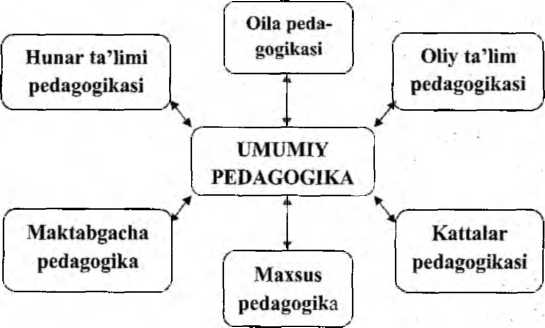 Oila peda-
gogikasi
Hunar ta'limi
pedagogikasi
Oliy ta'lim
pedagogikasi
UMUMIY
PEDAGOGIKA
Maktabgacha
pedagogika
Maxsus
pedagogika
Kattalar
pedagogikasi